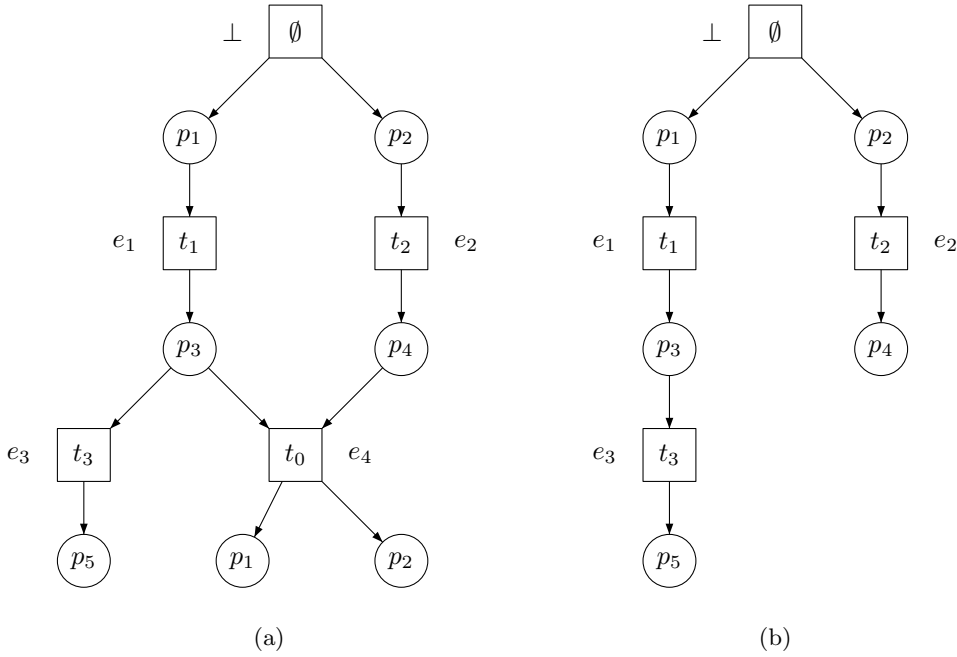 ⊥ ∅ ⊥ ∅
p₁ p₂ p₁ p₂
e₁ t₁ t₂ e₂ e₁ t₁ t₂ e₂
p₃ p₄ p₃ p₄
e₃ t₃ t₀ e₄ e₃ t₃
p₅ p₁ p₂ p₅
(a) (b)